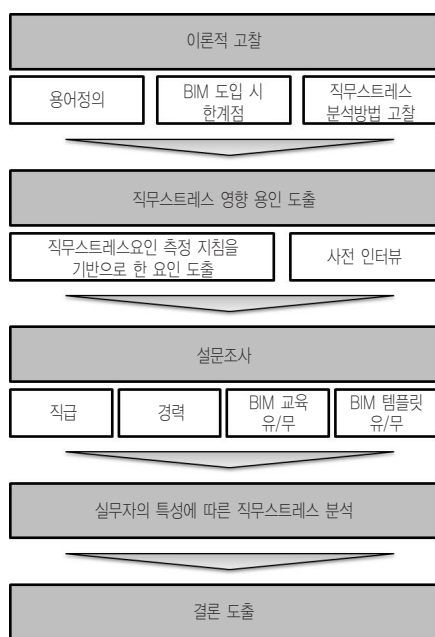 이론적 고찰
용어정의
BIM 도입 시
한계점
직무스트레스
분석방법 고찰
직무스트레스 영향 용인 도출
직무스트레스요인 측정 지침을
기반으로 한 요인 도출
사전 인터뷰
설문조사
직급
경력
BIM 교육
유/무
BIM 템플릿
유/무
실무자의 특성에 따른 직무스트레스 분석
결론 도출